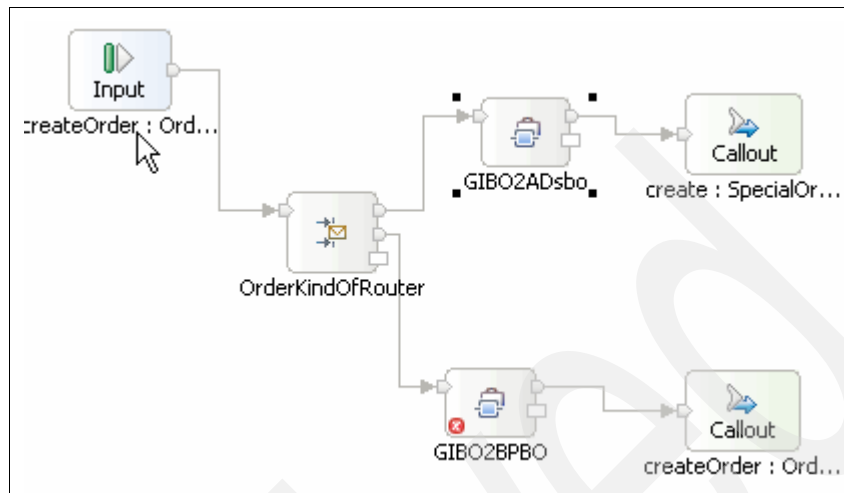 Input
createOrder : Ord...
GIBO2ADsbo
Callout
create : SpecialOr...
OrderKindOfRouter
GIBO2BPBO
Callout
createOrder : Ord...